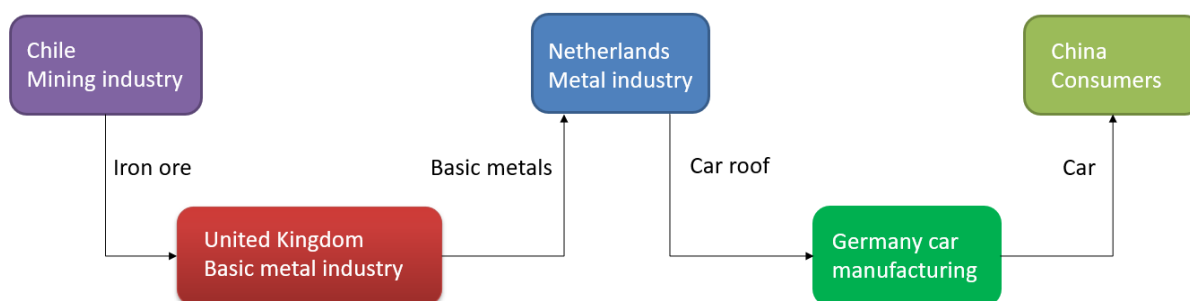 Chile
Mining industry
Netherlands
Metal industry
China
Consumers
Iron ore
Basic metals
Car roof
Car
United Kingdom
Basic metal industry
Germany car
manufacturing